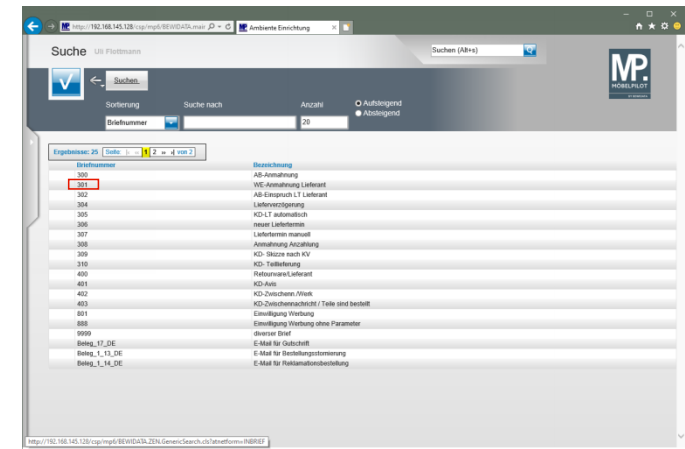 http://192.168.145.128/csp/mp6/BEWIDATA.mair
Ambiente Einrichtung
Suche Uli Flottmann
Suchen (Alt+s)
MP.
MÖBELPILOT
Suchen
Sortierung Suche nach Anzahl Aufsteigend
Absteigend
Briefnummer 20
Ergebnisse: 25 Seite: |‹ « 1 2 » ›| von 2
Briefnummer Bezeichnung
300 AB-Anmahnung
301 WE-Anmahnung Lieferant
302 AB-Einspruch LT Lieferant
304 Lieferverzögerung
305 KD-LT automatisch
306 neuer Liefertermin
307 Liefertermin manuell
308 Anmahnung Anzahlung
309 KD- Skizze nach KV
310 KD- Teillieferung
400 Retourware/Lieferant
401 KD-Avis
402 KD-Zwischenn./Werk
403 KD-Zwischennachricht / Teile sind bestellt
801 Einwilligung Werbung
888 Einwilligung Werbung ohne Parameter
9999 diverser Brief
Beleg_17_DE E-Mail für Gutschrift
Beleg_1_13_DE E-Mail für Bestellungsstornierung
Beleg_1_14_DE E-Mail für Reklamationsbestellung
http://192.168.145.128/csp/mp6/BEWIDATA.ZEN.GenericSearch.cls?atnetform=INBRIEF